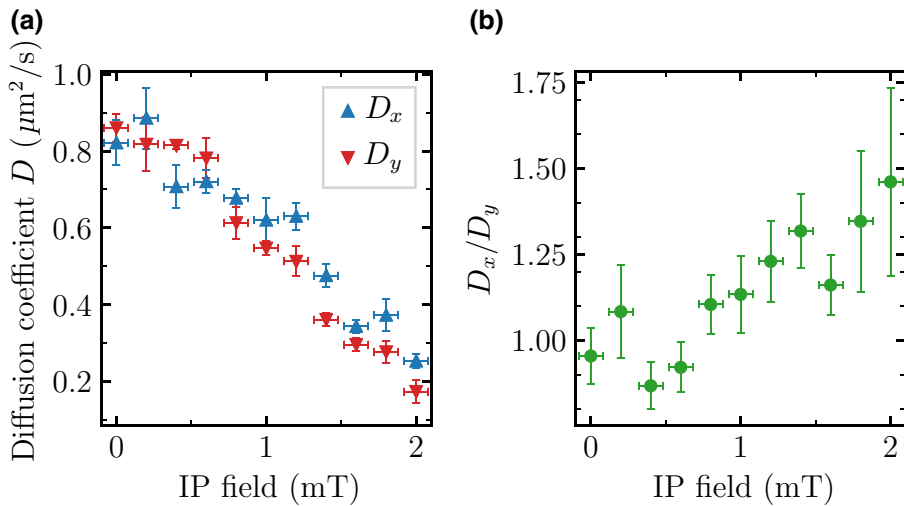 (a)
Diffusion coefficient D (μm²/s)
1.0
0.8
0.6
0.4
0.2
D_x
D_y
0 1 2
IP field (mT)
(b)
D_x/D_y
1.75
1.50
1.25
1.00
0 1 2
IP field (mT)